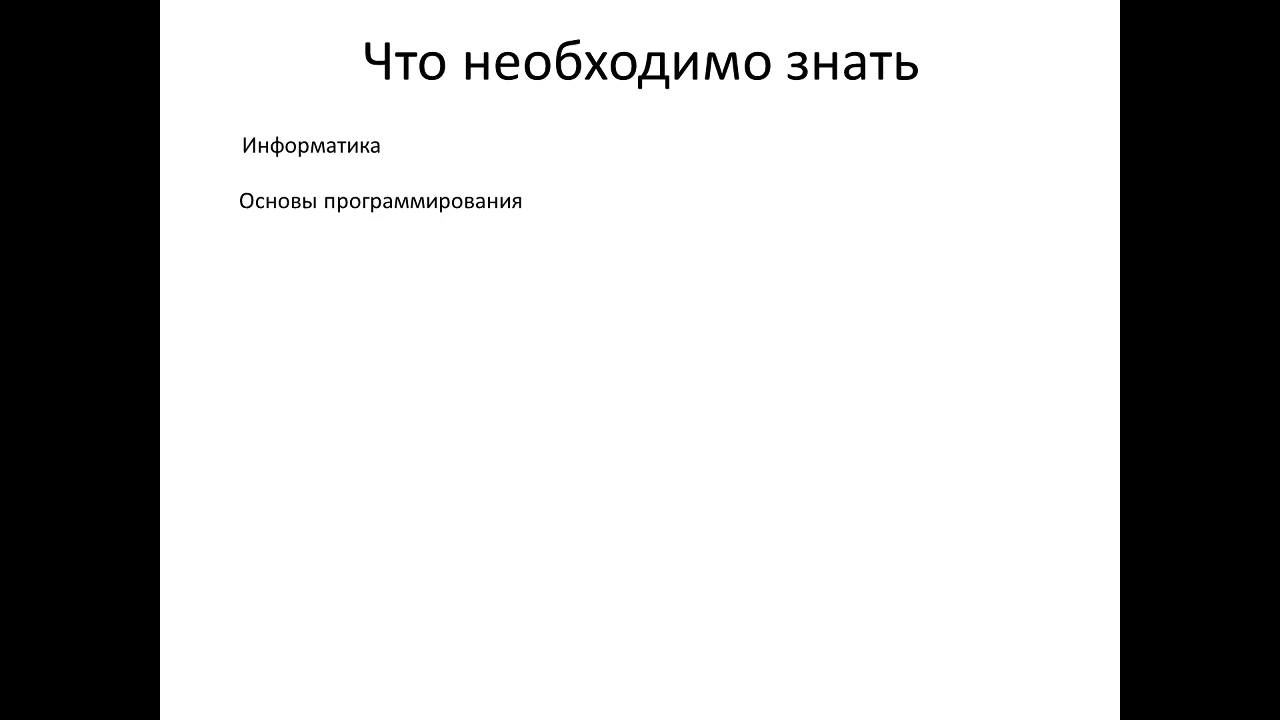 Что необходимо знать
Информатика
Основы программирования